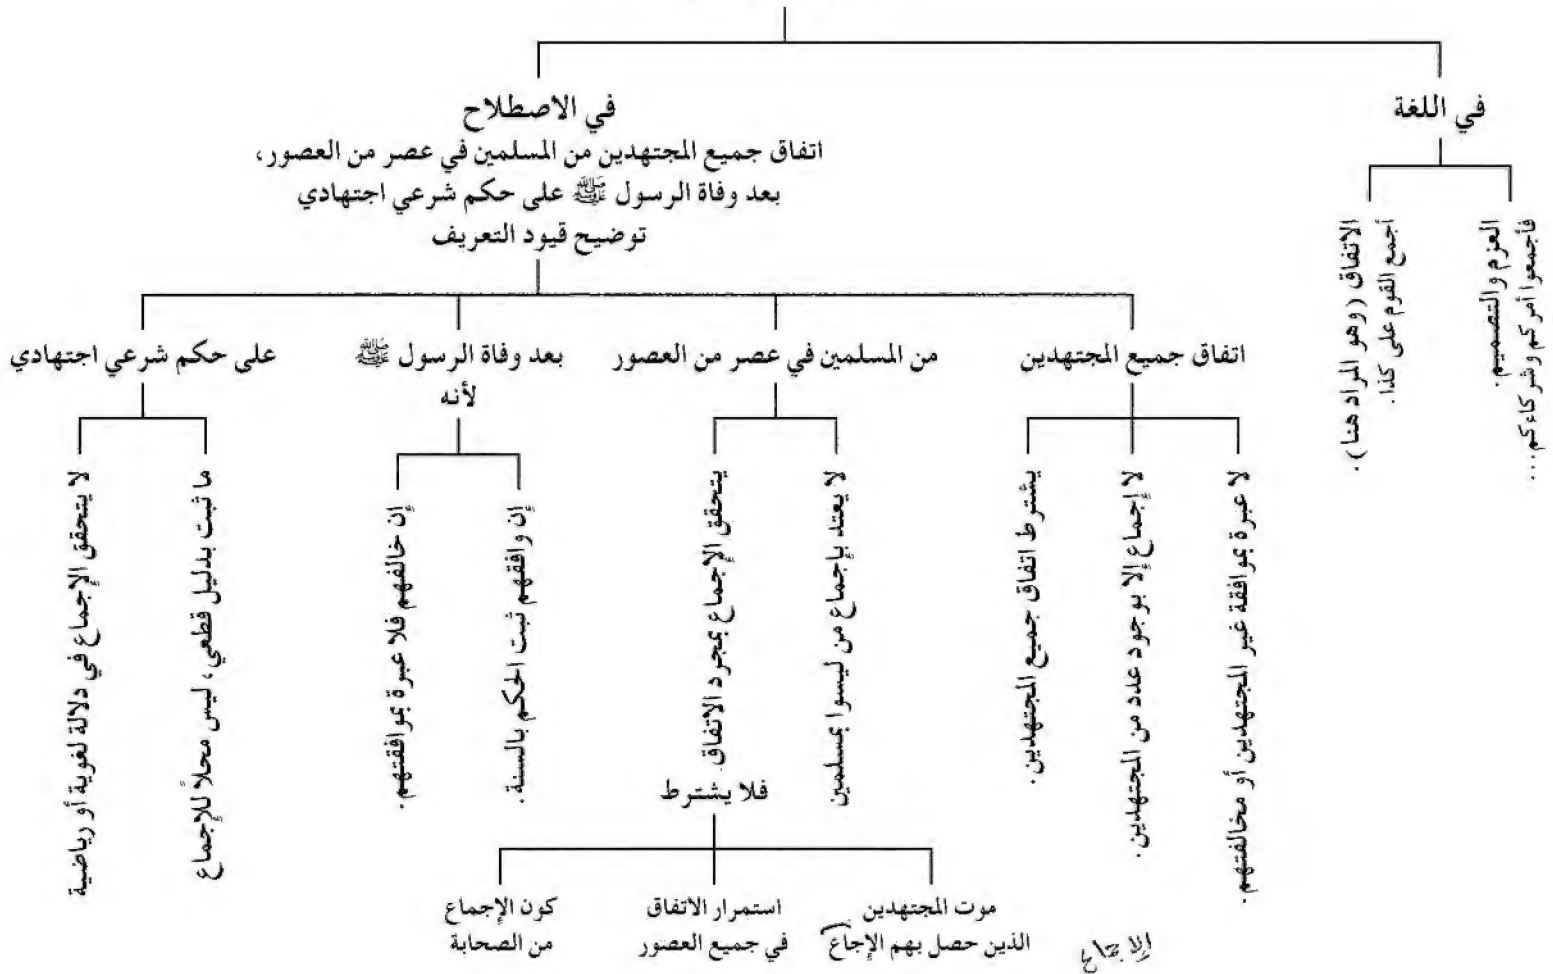 في اللغة
العزم والتصميم.
فأجمعوا أمركم وشركاءكم...
الاتفاق (وهو المراد هنا).
أجمع القوم على كذا.
في الاصطلاح
اتفاق جميع المجتهدين من المسلمين في عصر من العصور،
بعد وفاة الرسول ﷺ على حكم شرعي اجتهادي
توضيح قيود التعريف
اتفاق جميع المجتهدين
لا عبرة بموافقة غير المجتهدين أو مخالفتهم.
لا إجماع إلا بوجود عدد من المجتهدين.
يشترط اتفاق جميع المجتهدين.
من المسلمين في عصر من العصور
لا يعتد بإجماع من ليسوا بمسلمين
يتحقق الإجماع بمجرد الاتفاق.
فلا يشترط
موت المجتهدين
الذين حصل بهم الإجاع
الإجماع
استمرار الاتفاق
في جميع العصور
كون الإجماع
من الصحابة
بعد وفاة الرسول ﷺ
لأنه
إن وافقهم ثبت الحكم بالسنة.
إن خالفهم فلا عبرة بموافقتهم.
على حكم شرعي اجتهادي
ما ثبت بدليل قطعي، ليس محلاً للإجماع
لا يتحقق الإجماع في دلالة لغوية أو رياضية